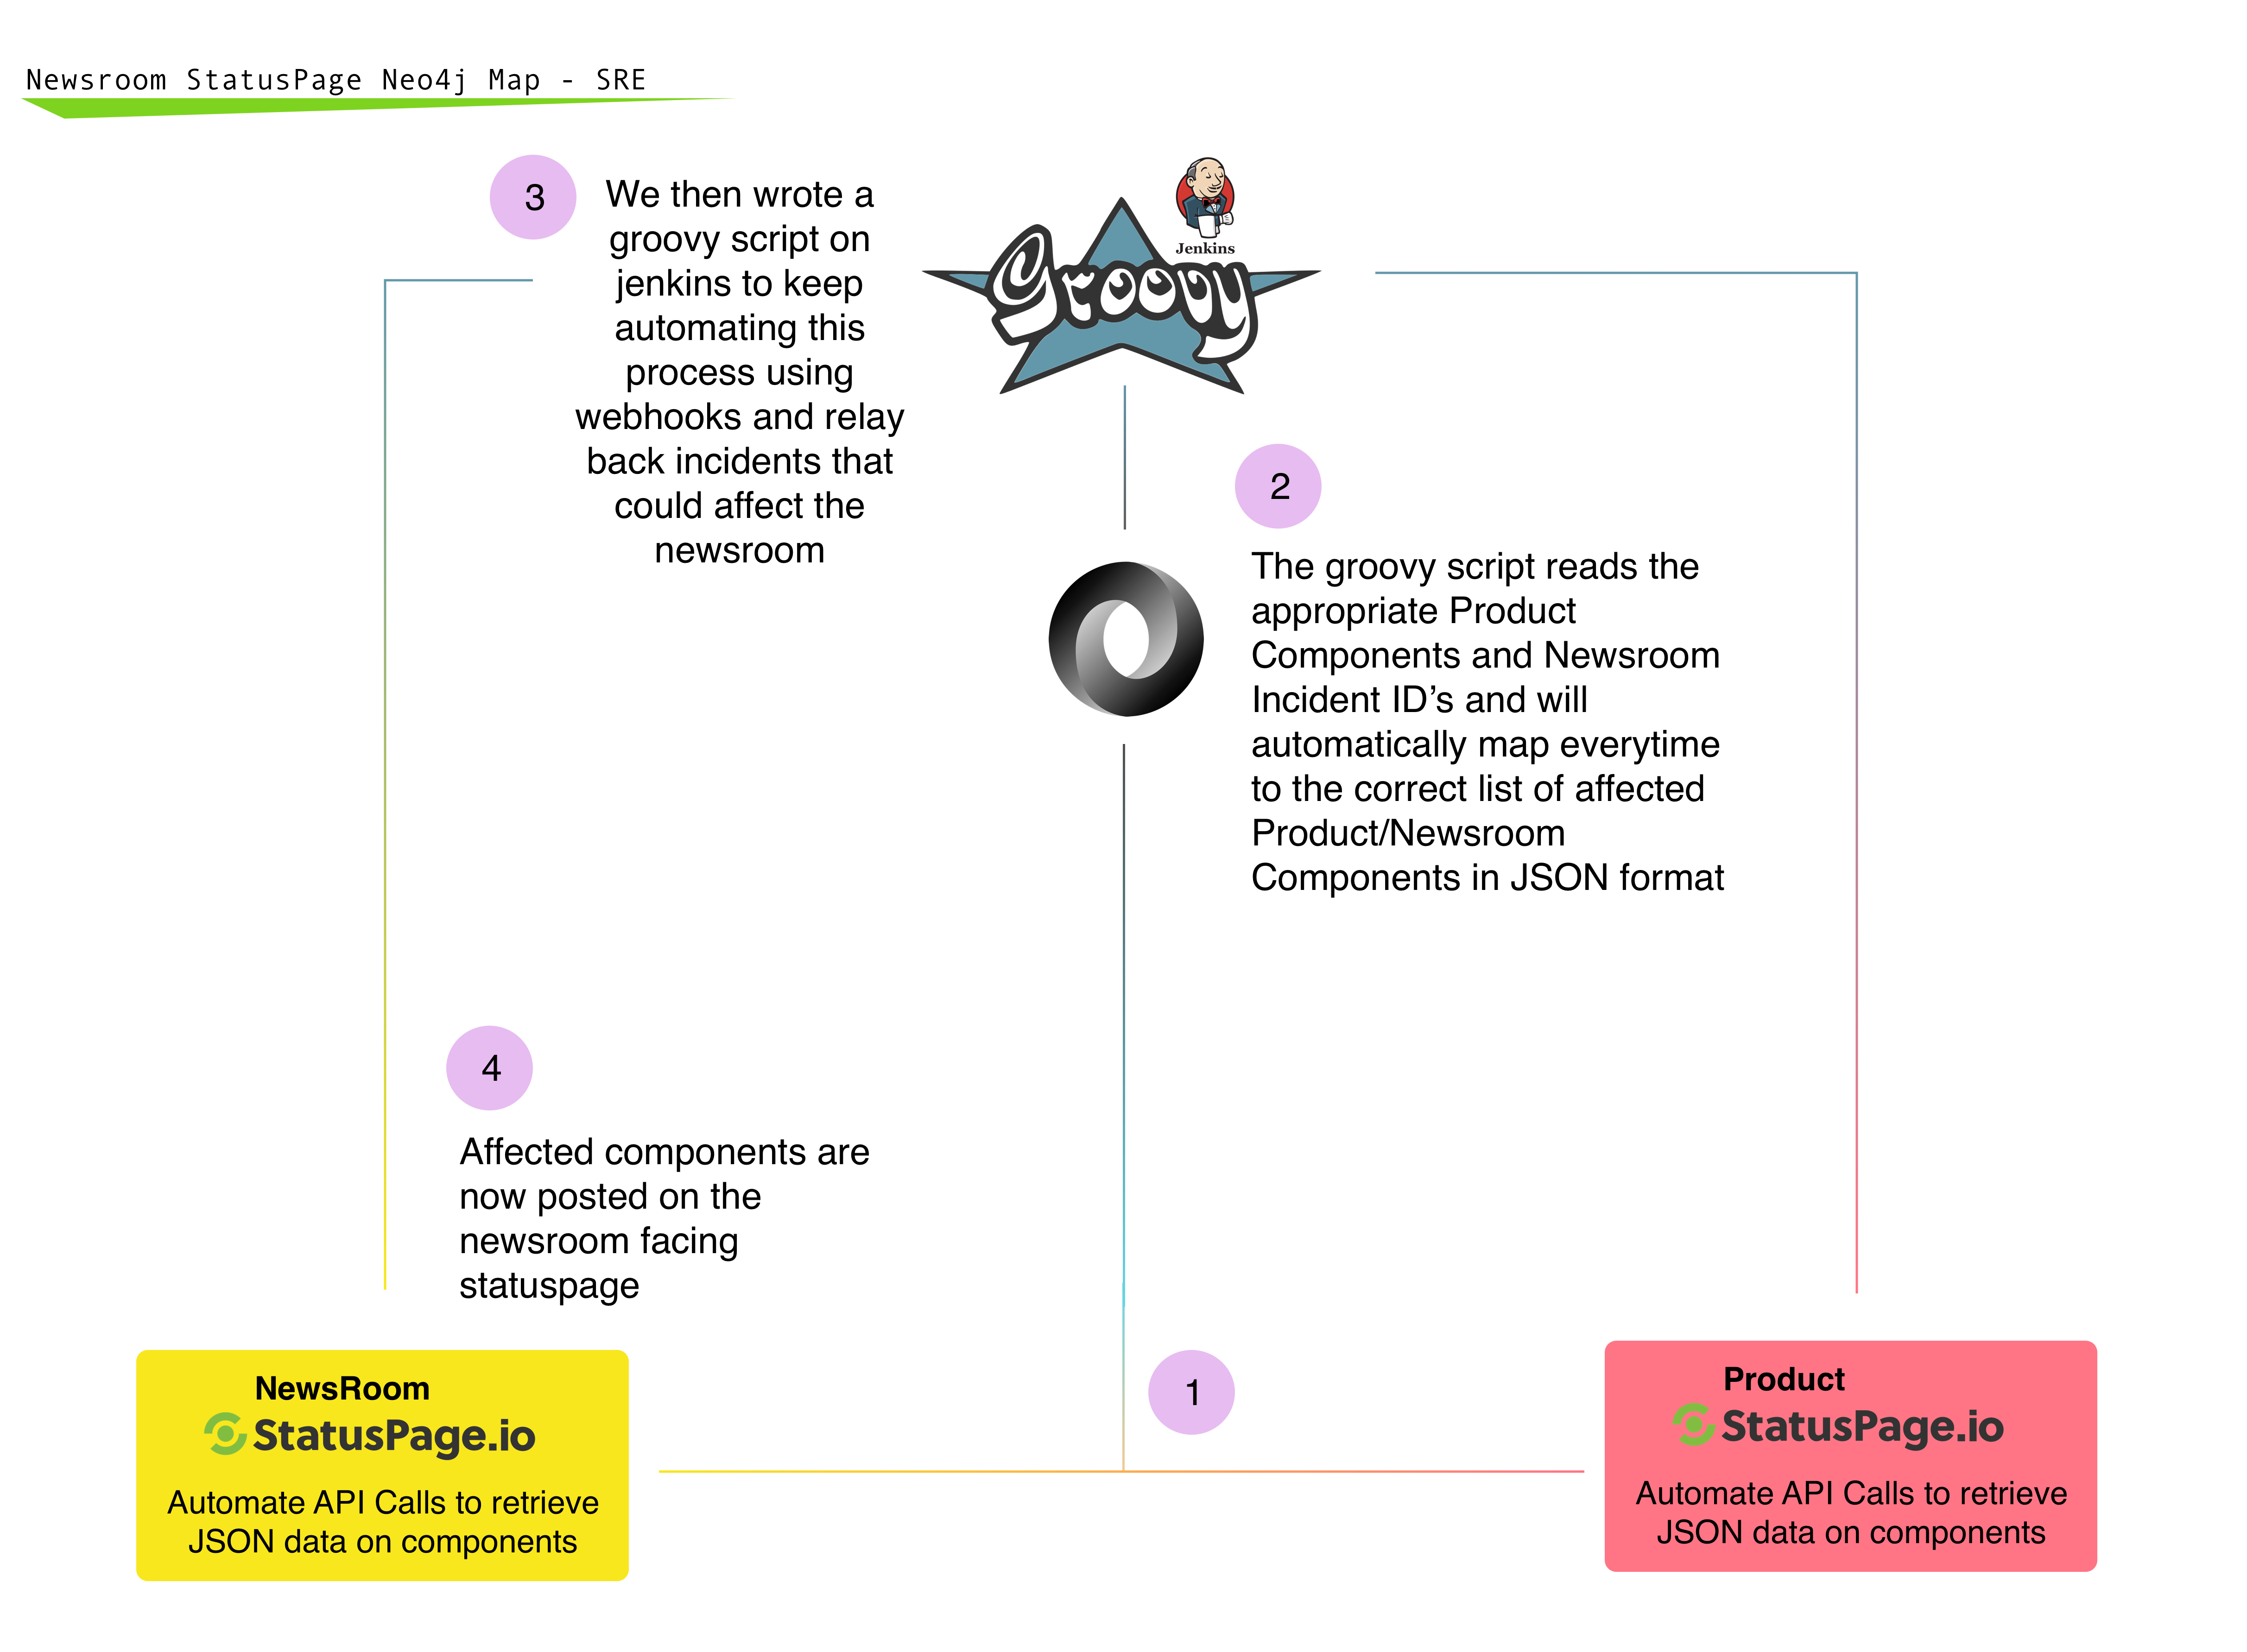 Newsroom StatusPage Neo4j Map - SRE
3
We then wrote a
groovy script on
jenkins to keep
automating this
process using
webhooks and relay
back incidents that
could affect the
newsroom
Jenkins
Groovy
2
The groovy script reads the
appropriate Product
Components and Newsroom
Incident ID’s and will
automatically map everytime
to the correct list of affected
Product/Newsroom
Components in JSON format
4
Affected components are
now posted on the
newsroom facing
statuspage
1
NewsRoom
StatusPage.io
Automate API Calls to retrieve
JSON data on components
Product
StatusPage.io
Automate API Calls to retrieve
JSON data on components